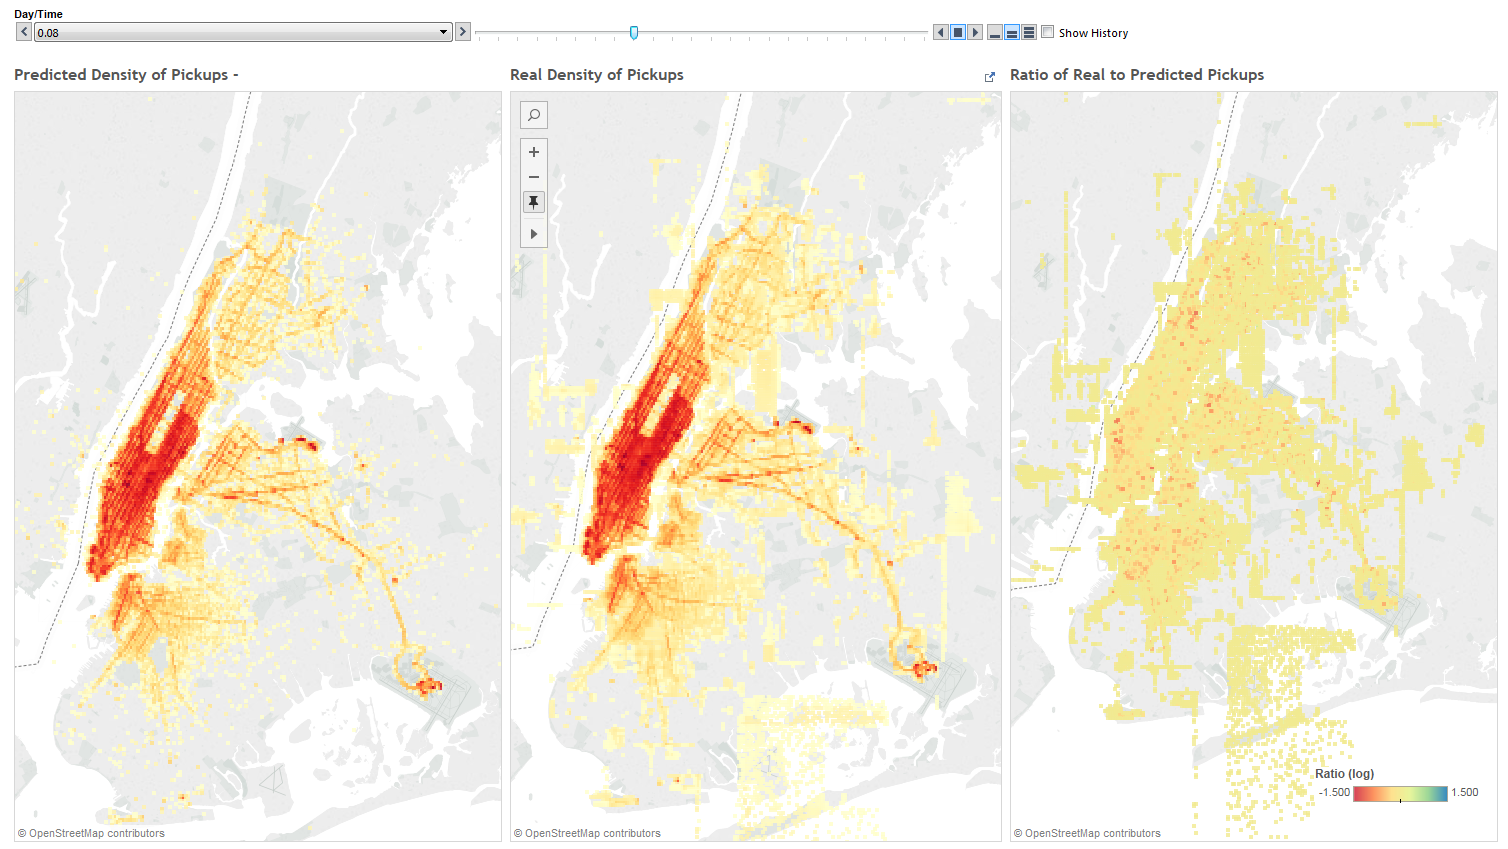 Day/Time
0.08
Show History
Predicted Density of Pickups -
Real Density of Pickups
Ratio of Real to Predicted Pickups
Ratio (log)
-1.500 1.500
© OpenStreetMap contributors
© OpenStreetMap contributors
© OpenStreetMap contributors